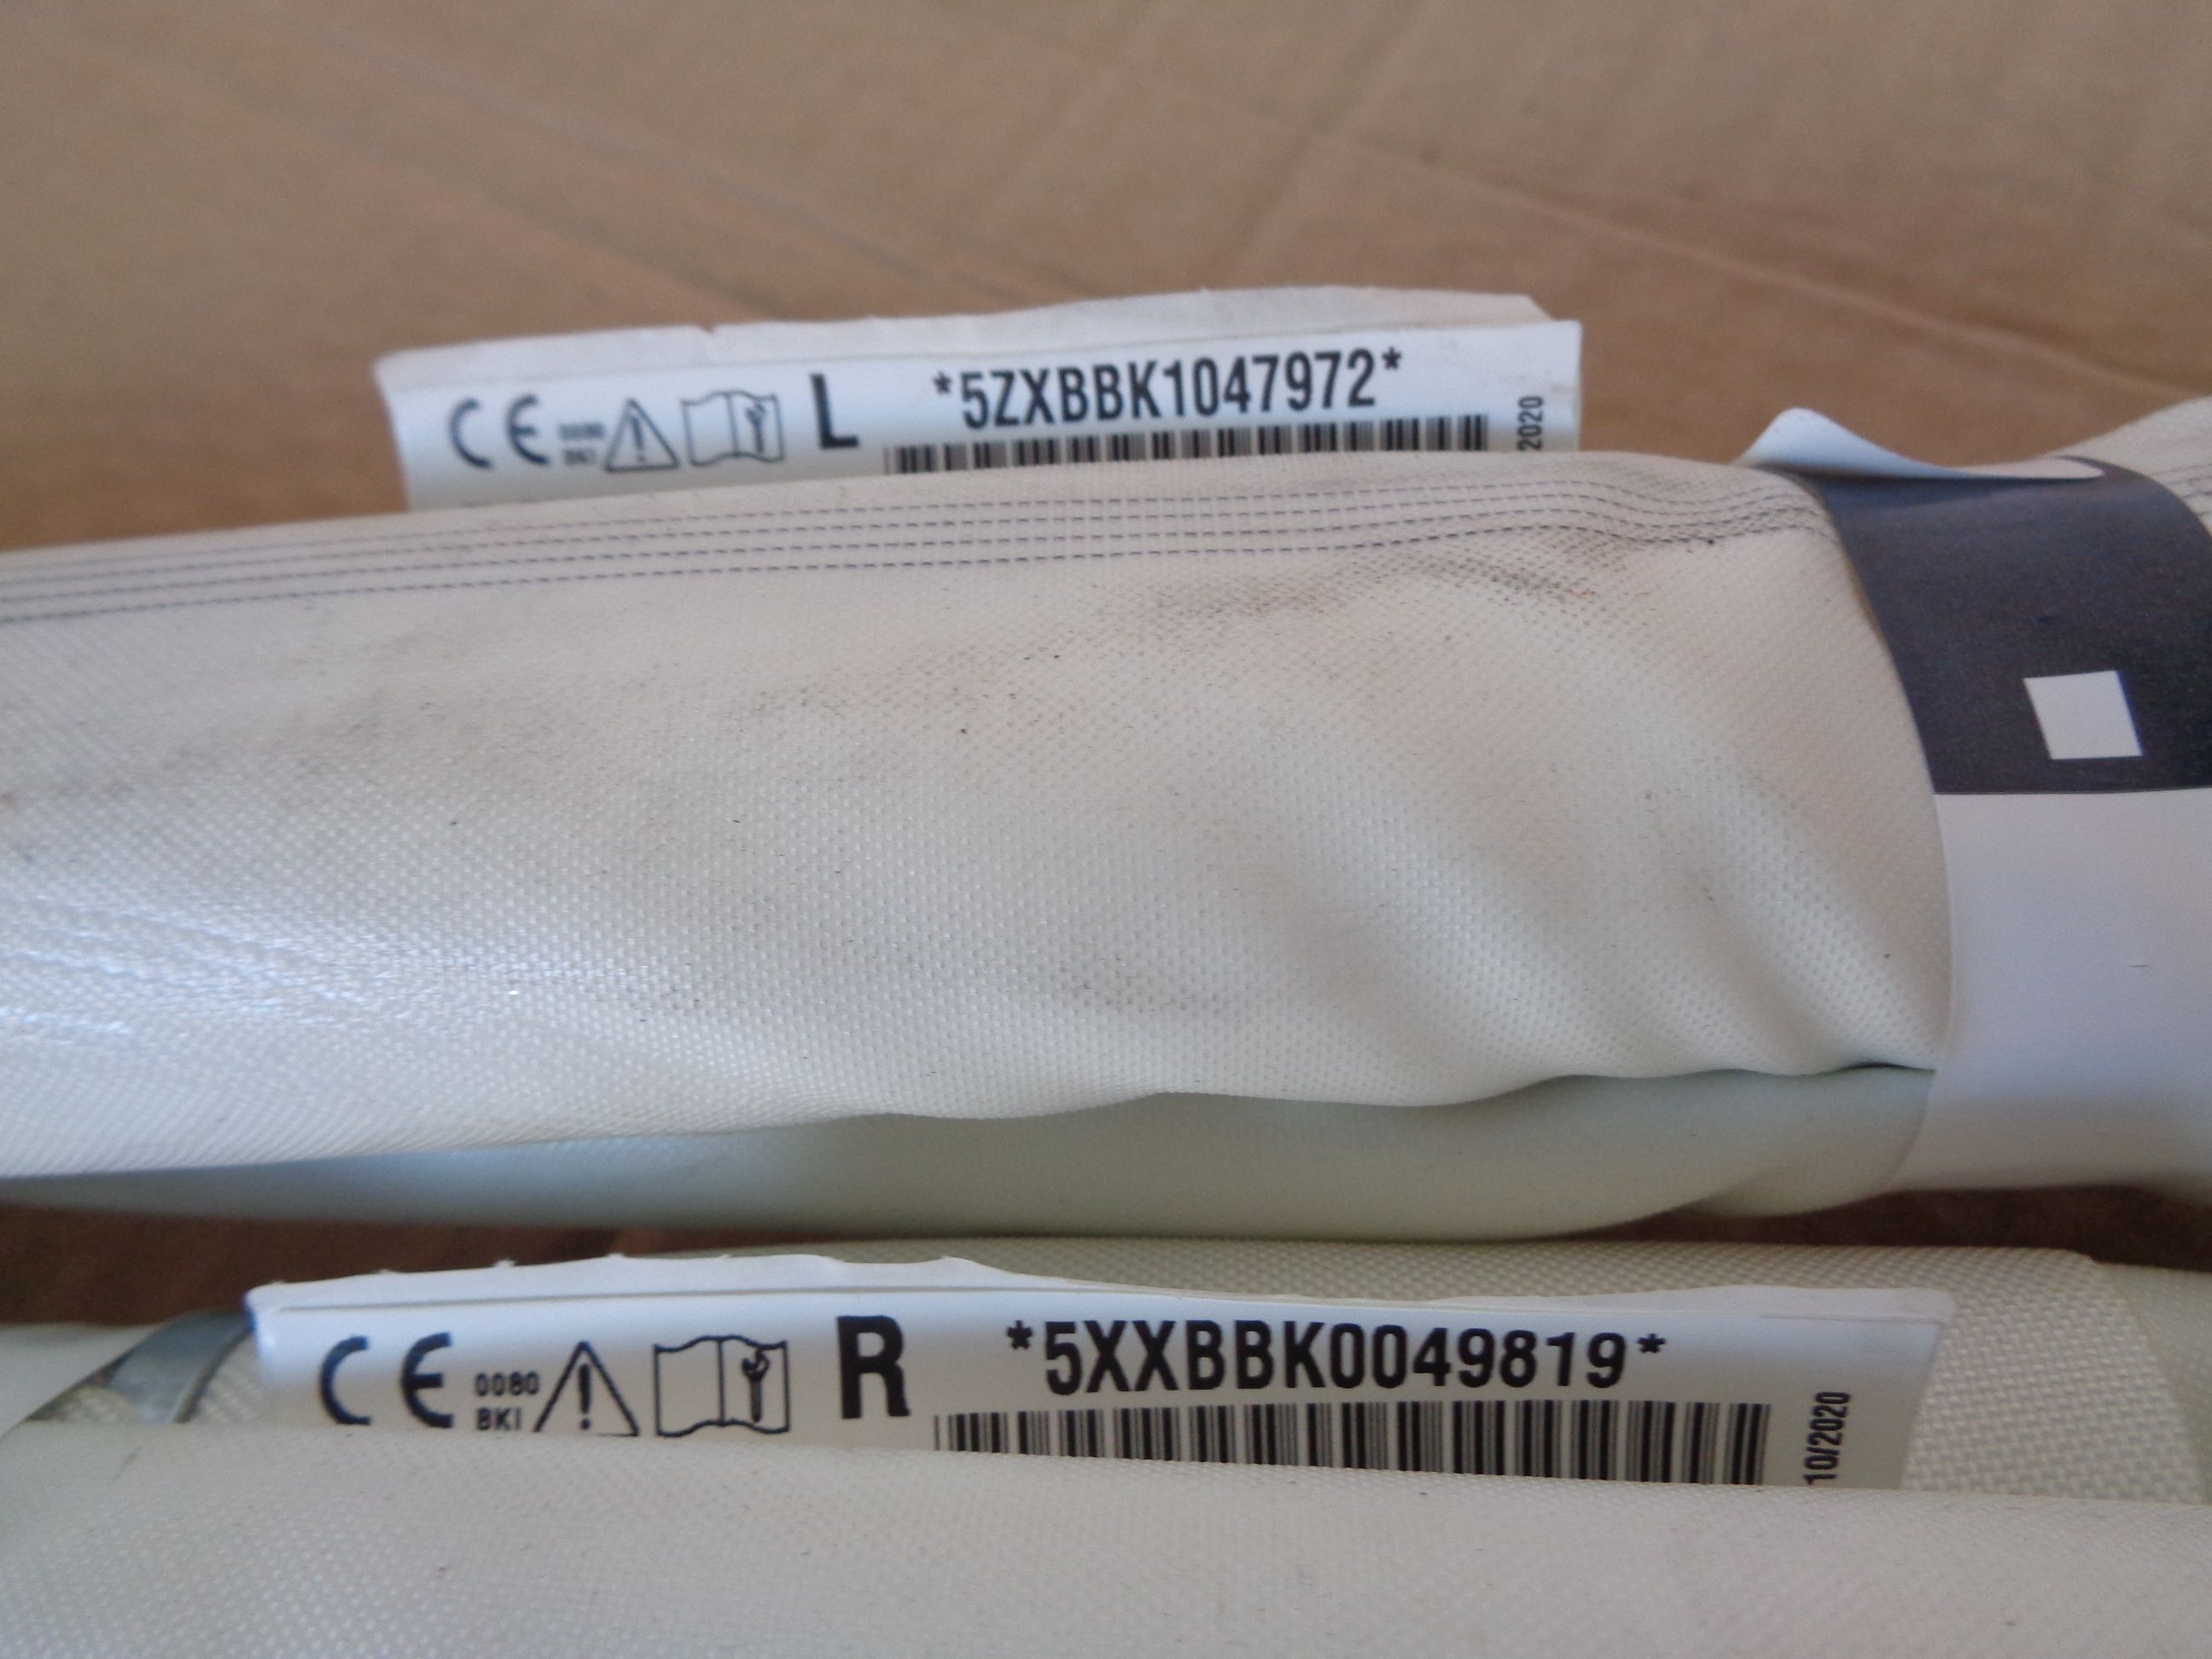 CE L *5ZXBBK1047972*
2020
CE 0080 R *5XXBBK0049819*
BKI
10/2020